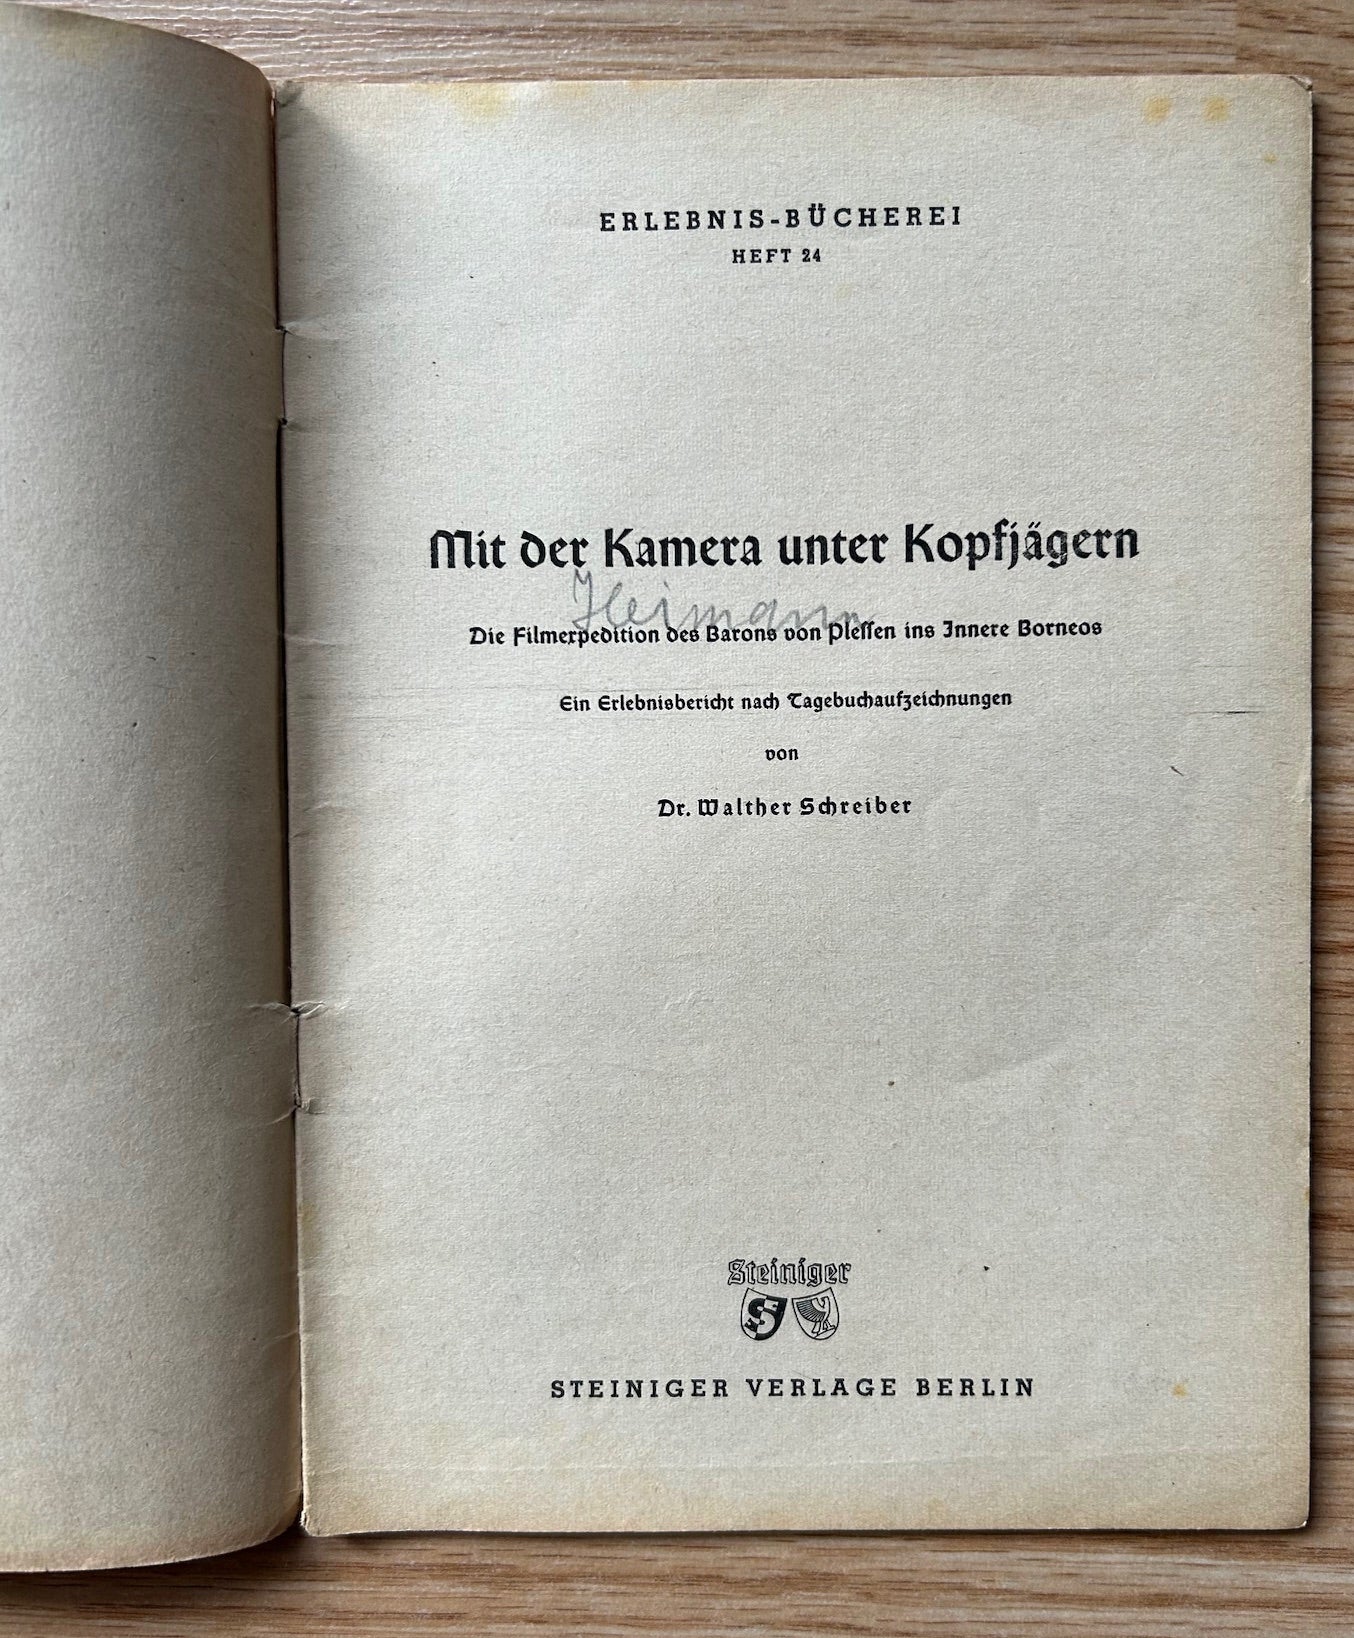 ERLEBNIS-BÜCHEREI
HEFT 24
Mit der Kamera unter Kopfjägern
Heimann
Die Filmexpedition des Barons von Plessen ins Innere Borneos
Ein Erlebnisbericht nach Tagebuchaufzeichnungen
von
Dr. Walther Schreiber
Steiniger
S
STEINIGER VERLAGE BERLIN